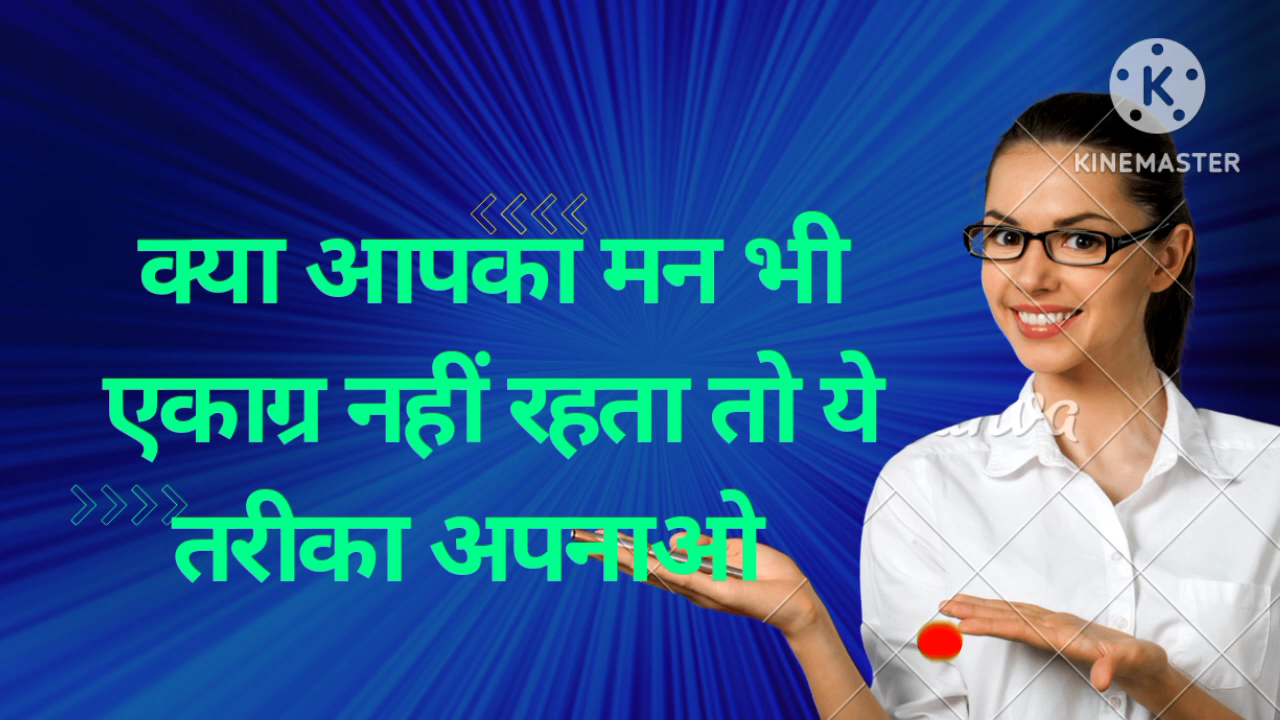 KINEMASTER
क्या आपका मन भी
एकाग्र नहीं रहता तो ये
तरीका अपनाओ